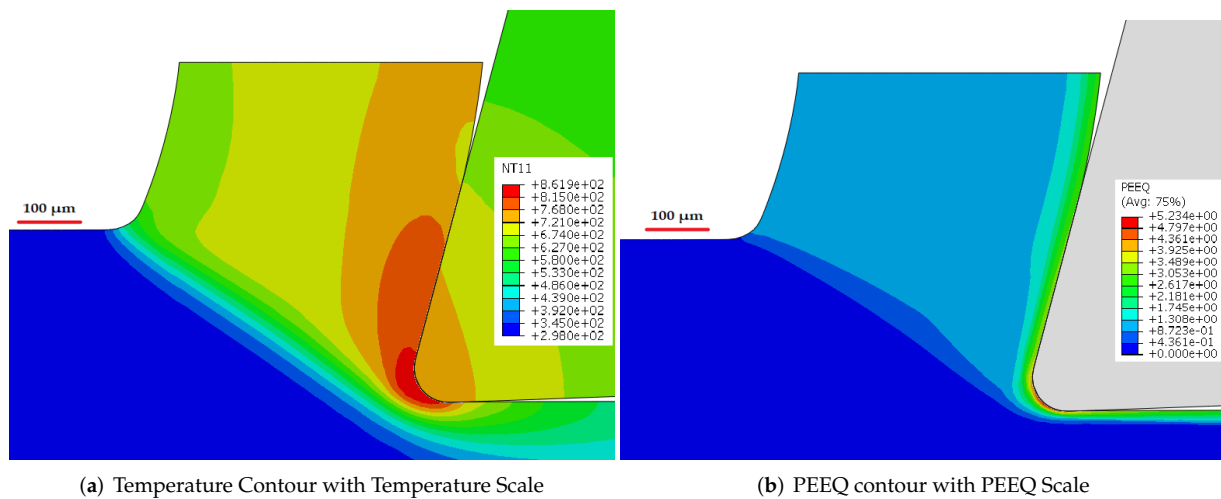 100 μm
NT11
+8.619e+02
+8.150e+02
+7.680e+02
+7.210e+02
+6.740e+02
+6.270e+02
+5.800e+02
+5.330e+02
+4.860e+02
+4.390e+02
+3.920e+02
+3.450e+02
+2.980e+02
(a) Temperature Contour with Temperature Scale
100 μm
PEEQ
(Avg: 75%)
+5.234e+00
+4.797e+00
+4.361e+00
+3.925e+00
+3.489e+00
+3.053e+00
+2.617e+00
+2.181e+00
+1.745e+00
+1.308e+00
+8.723e-01
+4.361e-01
+0.000e+00
(b) PEEQ contour with PEEQ Scale